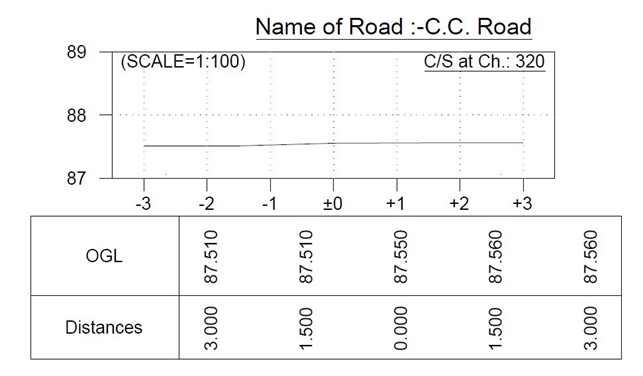 Name of Road :-C.C. Road
89
(SCALE=1:100) C/S at Ch.: 320
88
87
-3 -2 -1 ±0 +1 +2 +3
OGL 87.510 87.510 87.550 87.560 87.560
Distances 3.000 1.500 0.000 1.500 3.000